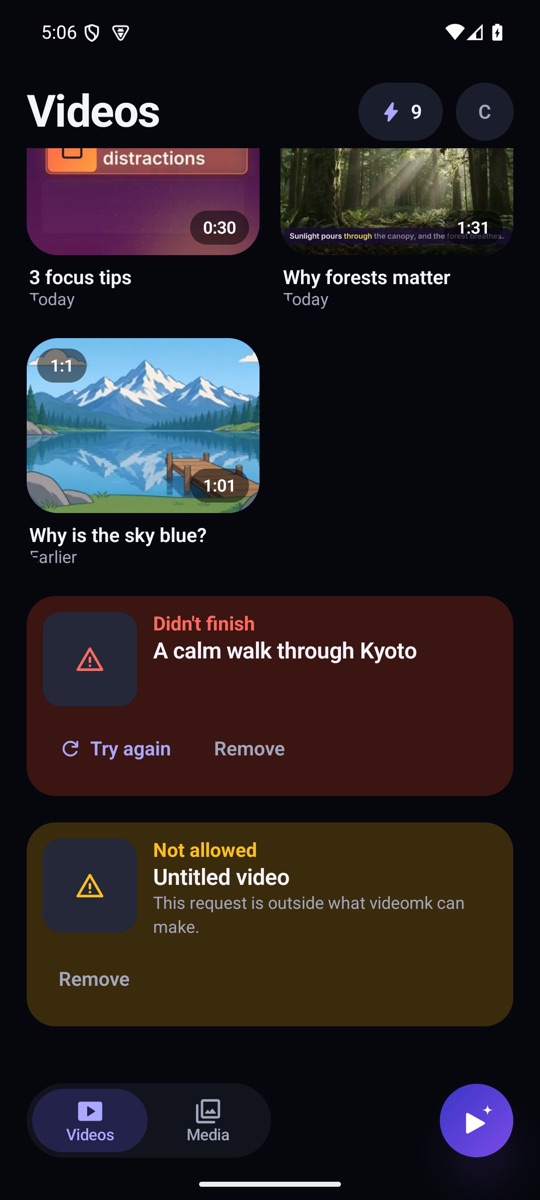 5:06
Videos
9
C
distractions
0:30
Sunlight pours through the canopy, and the forest breathes.
1:31
3 focus tips
Today
Why forests matter
Today
1:1
1:01
Why is the sky blue?
Earlier
Didn't finish
A calm walk through Kyoto
Try again
Remove
Not allowed
Untitled video
This request is outside what videomk can
make.
Remove
Videos
Media